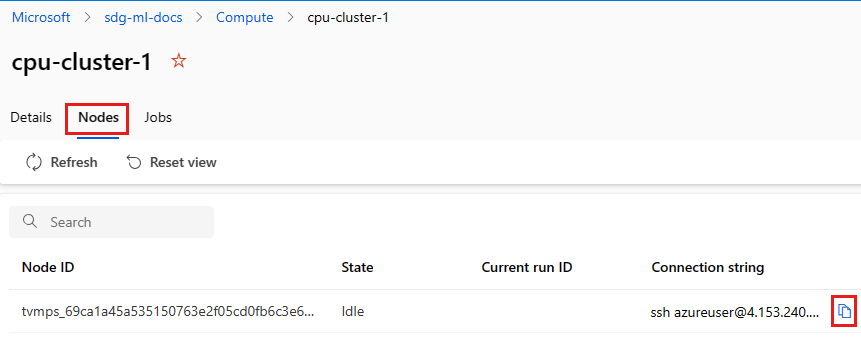 Microsoft > sdg-ml-docs > Compute > cpu-cluster-1
cpu-cluster-1
Details Nodes Jobs
Refresh Reset view
Search
Node ID State Current run ID Connection string
tvmps_69ca1a45a535150763e2f05cd0fb6c3e6... Idle ssh azureuser@4.153.240....